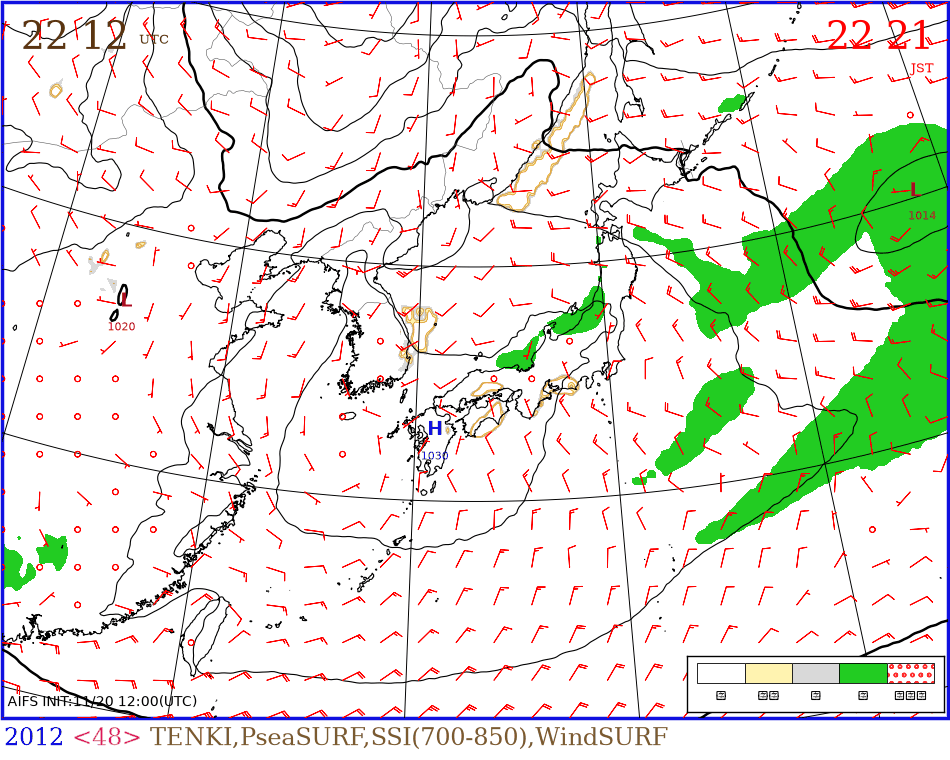 22 12 UTC
22 21
JST
L
1014
L
1020
H
1030
AIFS INIT:11/20 12:00(UTC)
2012 <48> TENKI,PseaSURF,SSI(700-850),WindSURF